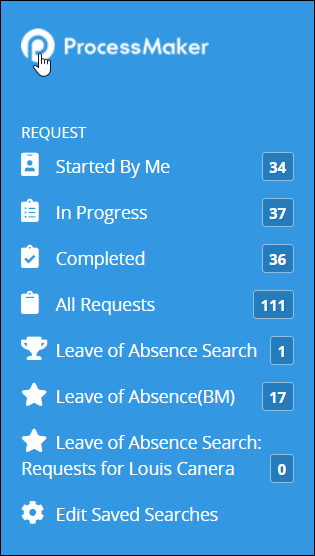 ProcessMaker
REQUEST
Started By Me 34
In Progress 37
Completed 36
All Requests 111
Leave of Absence Search 1
Leave of Absence(BM) 17
Leave of Absence Search:
Requests for Louis Canera 0
Edit Saved Searches